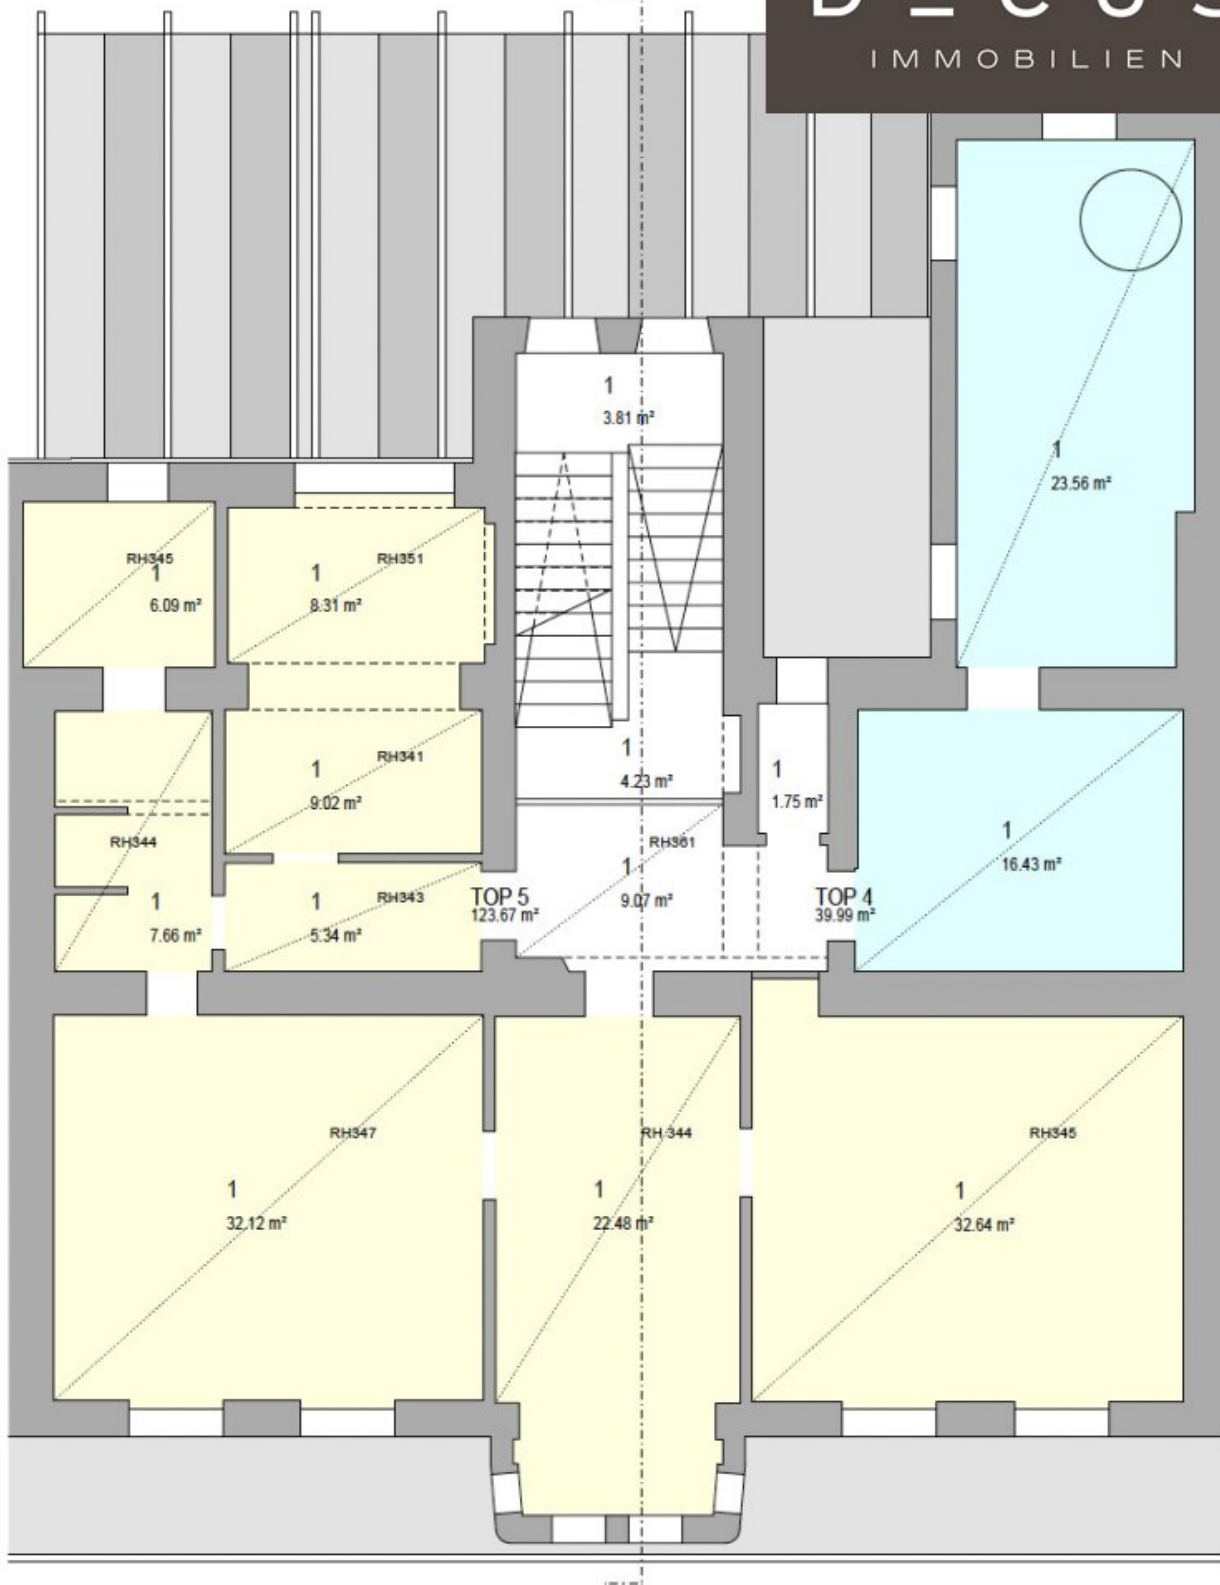 DECUS
IMMOBILIEN
1
3.81 m²
1
23.56 m²
RH345
1
6.09 m²
RH351
1
8.31 m²
RH341
1
9.02 m²
1
4.23 m²
1
1.75 m²
RH344
1
7.66 m²
RH343
1
5.34 m²
TOP 5
123.67 m²
RH361
1
9.07 m²
TOP 4
39.99 m²
1
16.43 m²
RH347
1
32.12 m²
RH 344
1
22.48 m²
RH345
1
32.64 m²